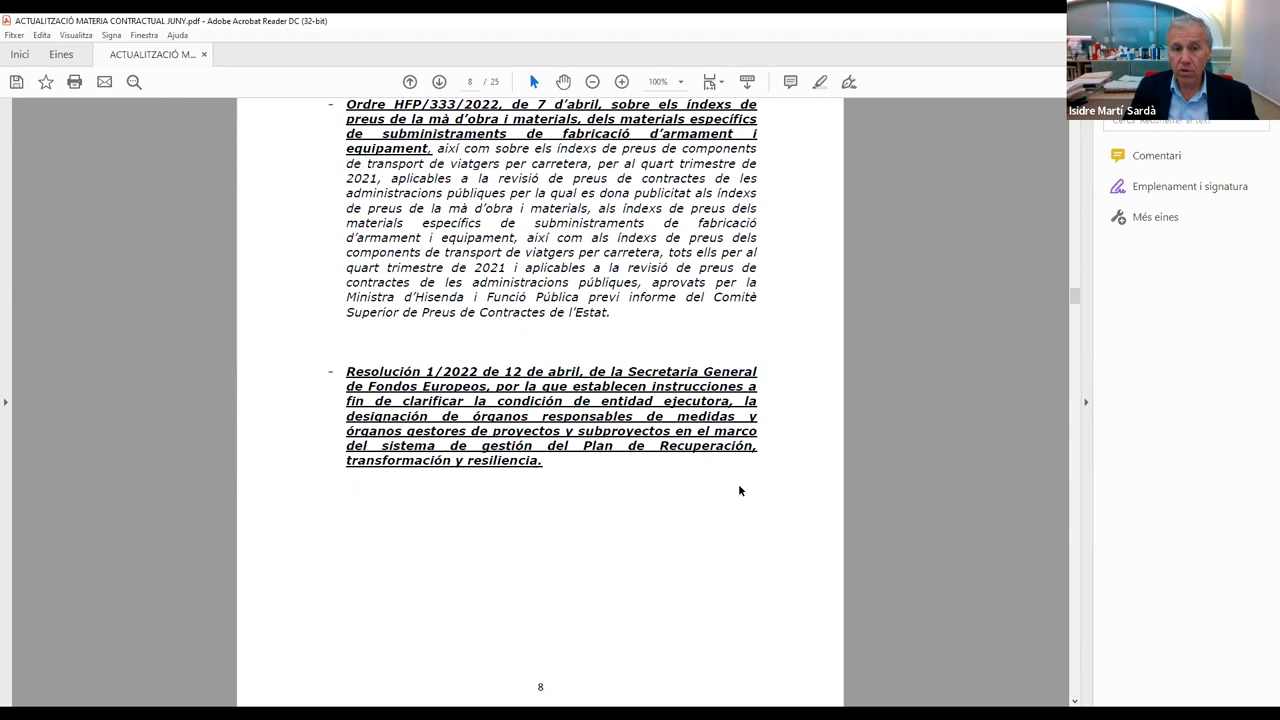 ACTUALITZACIÓ MATERIA CONTRACTUAL JUNY.pdf - Adobe Acrobat Reader DC (32-bit)
Fitxer Edita Visualitza Signa Finestra Ajuda
Inici Eines ACTUALITZACIÓ M... ×
8 / 25 100%
Isidre Martí Sardà
- Ordre HFP/333/2022, de 7 d’abril, sobre els índexs de
preus de la mà d’obra i materials, dels materials específics
de subministraments de fabricació d’armament i
equipament, així com sobre els índexs de preus de components
de transport de viatgers per carretera, per al quart trimestre de
2021, aplicables a la revisió de preus de contractes de les
administracions públiques per la qual es dona publicitat als índexs
de preus de la mà d’obra i materials, als índexs de preus dels
materials específics de subministraments de fabricació
d’armament i equipament, així com als índexs de preus dels
components de transport de viatgers per carretera, tots ells per al
quart trimestre de 2021 i aplicables a la revisió de preus de
contractes de les administracions públiques, aprovats per la
Ministra d’Hisenda i Funció Pública previ informe del Comitè
Superior de Preus de Contractes de l’Estat.
- Resolución 1/2022 de 12 de abril, de la Secretaria General
de Fondos Europeos, por la que establecen instrucciones a
fin de clarificar la condición de entidad ejecutora, la
designación de órganos responsables de medidas y
órganos gestores de proyectos y subproyectos en el marco
del sistema de gestión del Plan de Recuperación,
transformación y resiliencia.
8
Comentari
Emplenament i signatura
Més eines